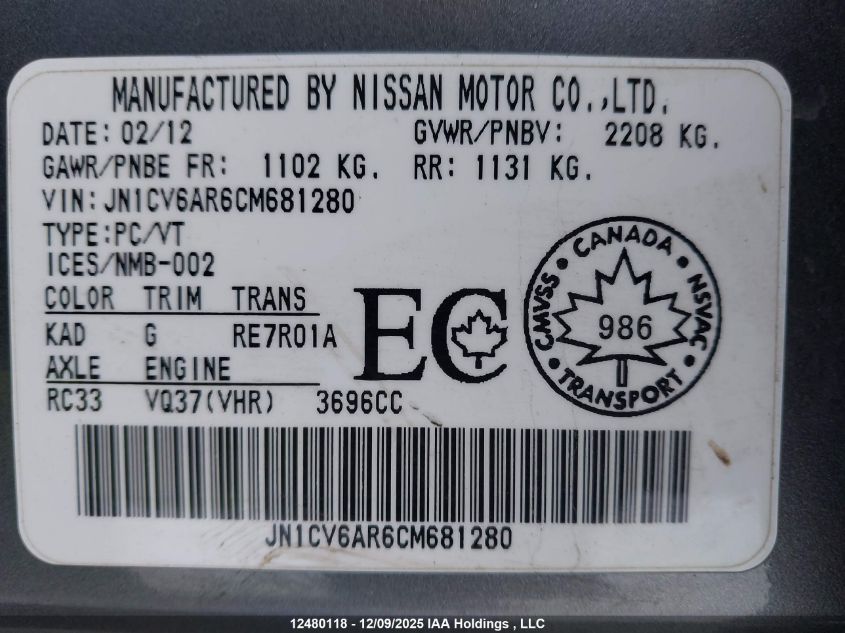 MANUFACTURED BY NISSAN MOTOR CO.,LTD.
DATE: 02/12 GVWR/PNBV: 2208 KG.
GAWR/PNBE FR: 1102 KG. RR: 1131 KG.
VIN: JN1CV6AR6CM681280
TYPE:PC/VT
ICES/NMB-002
COLOR TRIM TRANS
KAD G RE7R01A
AXLE ENGINE
RC33 VQ37(VHR) 3696CC
EC
CANADA
CMVSS
NSVAC
986
TRANSPORT
JN1CV6AR6CM681280
12480118 - 12/09/2025 IAA Holdings , LLC